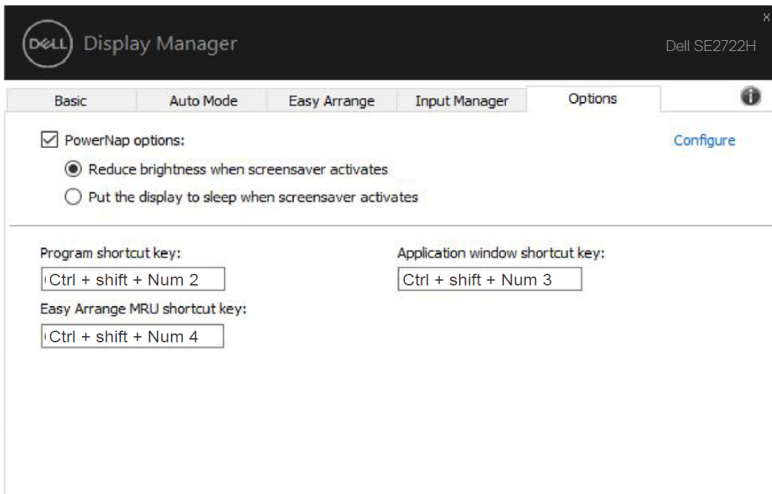 X
DELL Display Manager
Dell SE2722H
Basic Auto Mode Easy Arrange Input Manager Options i
PowerNap options: Configure
Reduce brightness when screensaver activates
Put the display to sleep when screensaver activates
Program shortcut key: Application window shortcut key:
Ctrl + shift + Num 2 Ctrl + shift + Num 3
Easy Arrange MRU shortcut key:
Ctrl + shift + Num 4